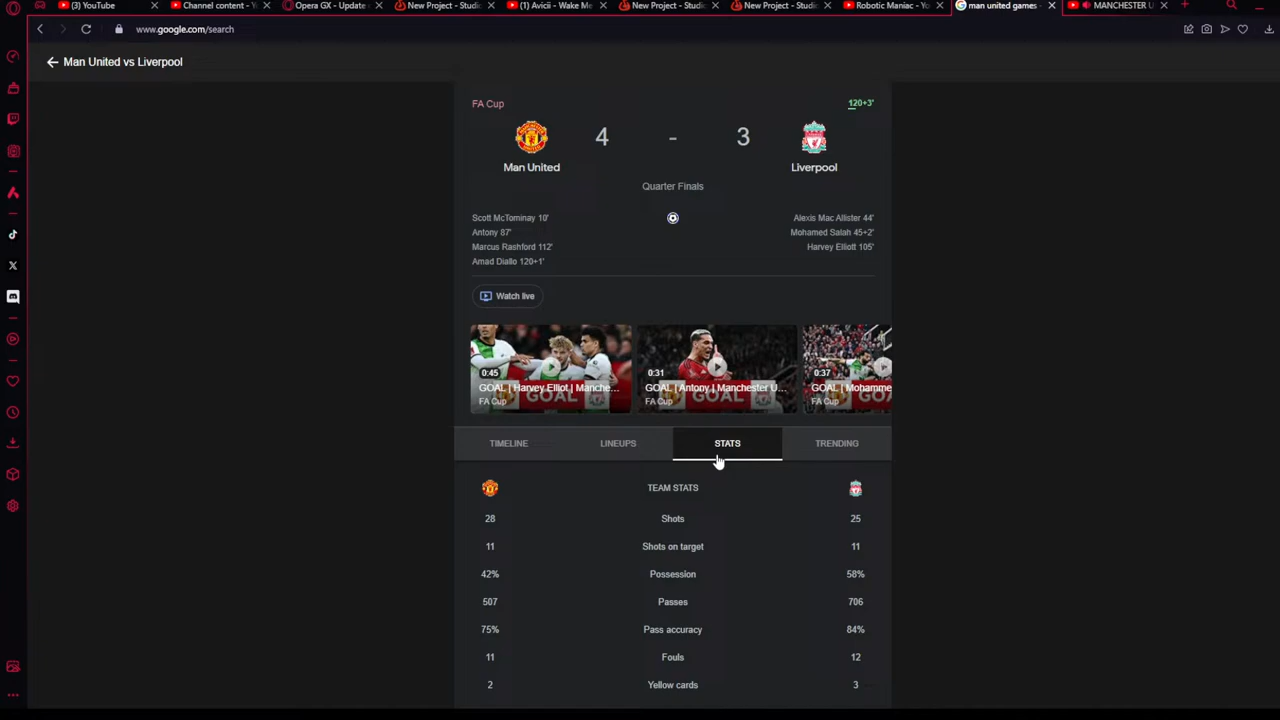 (3) YouTube
Channel content - Y
Opera GX - Update
New Project - Studio
(1) Avicii - Wake Me
New Project - Studio
New Project - Studio
Robotic Maniac - You
man united games -
MANCHESTER U
www.google.com/search
Man United vs Liverpool
FA Cup
120+3'
4 - 3
Man United
Liverpool
Quarter Finals
Scott McTominay 10'
Alexis Mac Allister 44'
Antony 87'
Mohamed Salah 45+2'
Marcus Rashford 112'
Harvey Elliott 105'
Amad Diallo 120+1'
Watch live
0:45
GOAL | Harvey Elliot | Manche...
FA Cup
GOAL
0:31
GOAL | Antony | Manchester U...
FA Cup
GOAL
0:37
GOAL | Mohamme
FA Cup
TIMELINE
LINEUPS
STATS
TRENDING
TEAM STATS
28 Shots 25
11 Shots on target 11
42% Possession 58%
507 Passes 706
75% Pass accuracy 84%
11 Fouls 12
2 Yellow cards 3